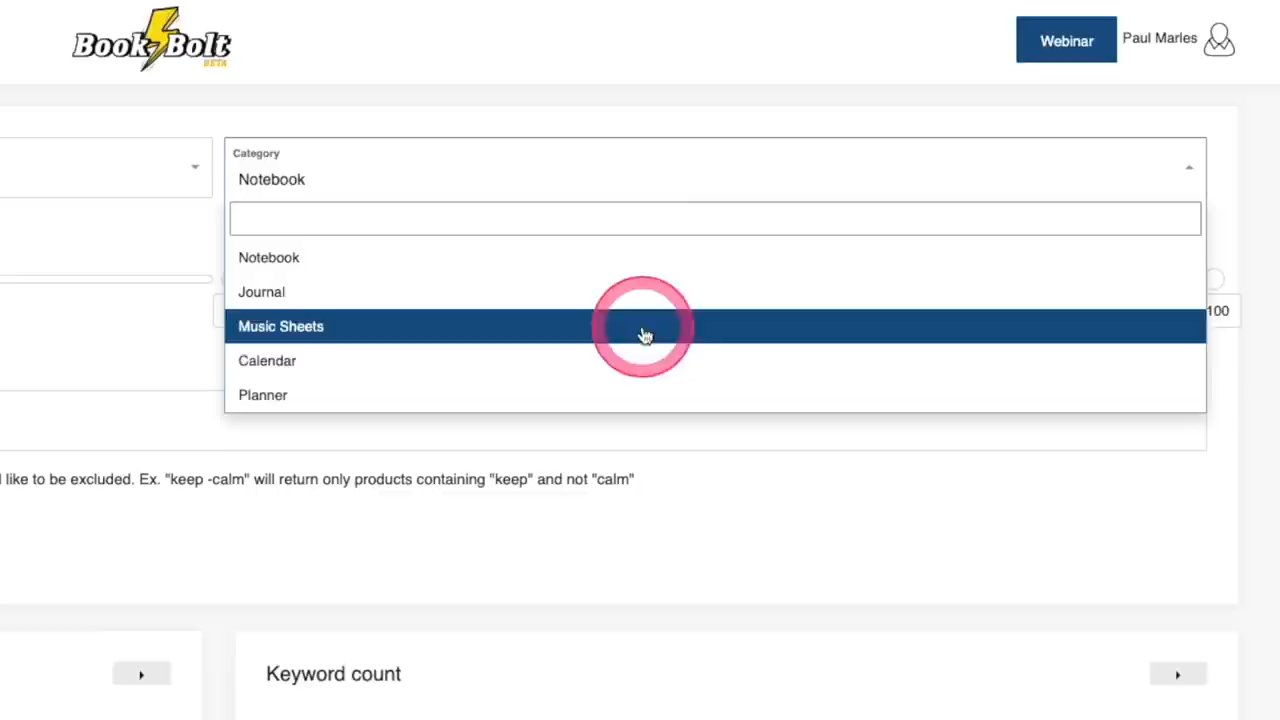 Book Bolt
BETA
Webinar
Paul Marles
Category
Notebook
Notebook
Journal
Music Sheets
Calendar
Planner
100
like to be excluded. Ex. "keep -calm" will return only products containing "keep" and not "calm"
Keyword count